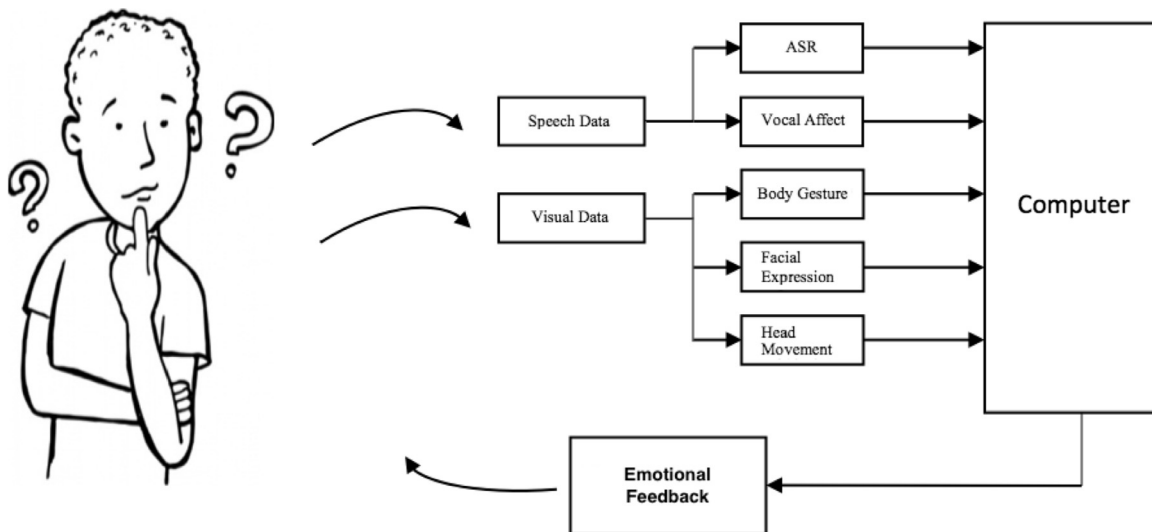 ?
?
Speech Data
Visual Data
ASR
Vocal Affect
Body Gesture
Facial
Expression
Head
Movement
Computer
Emotional
Feedback